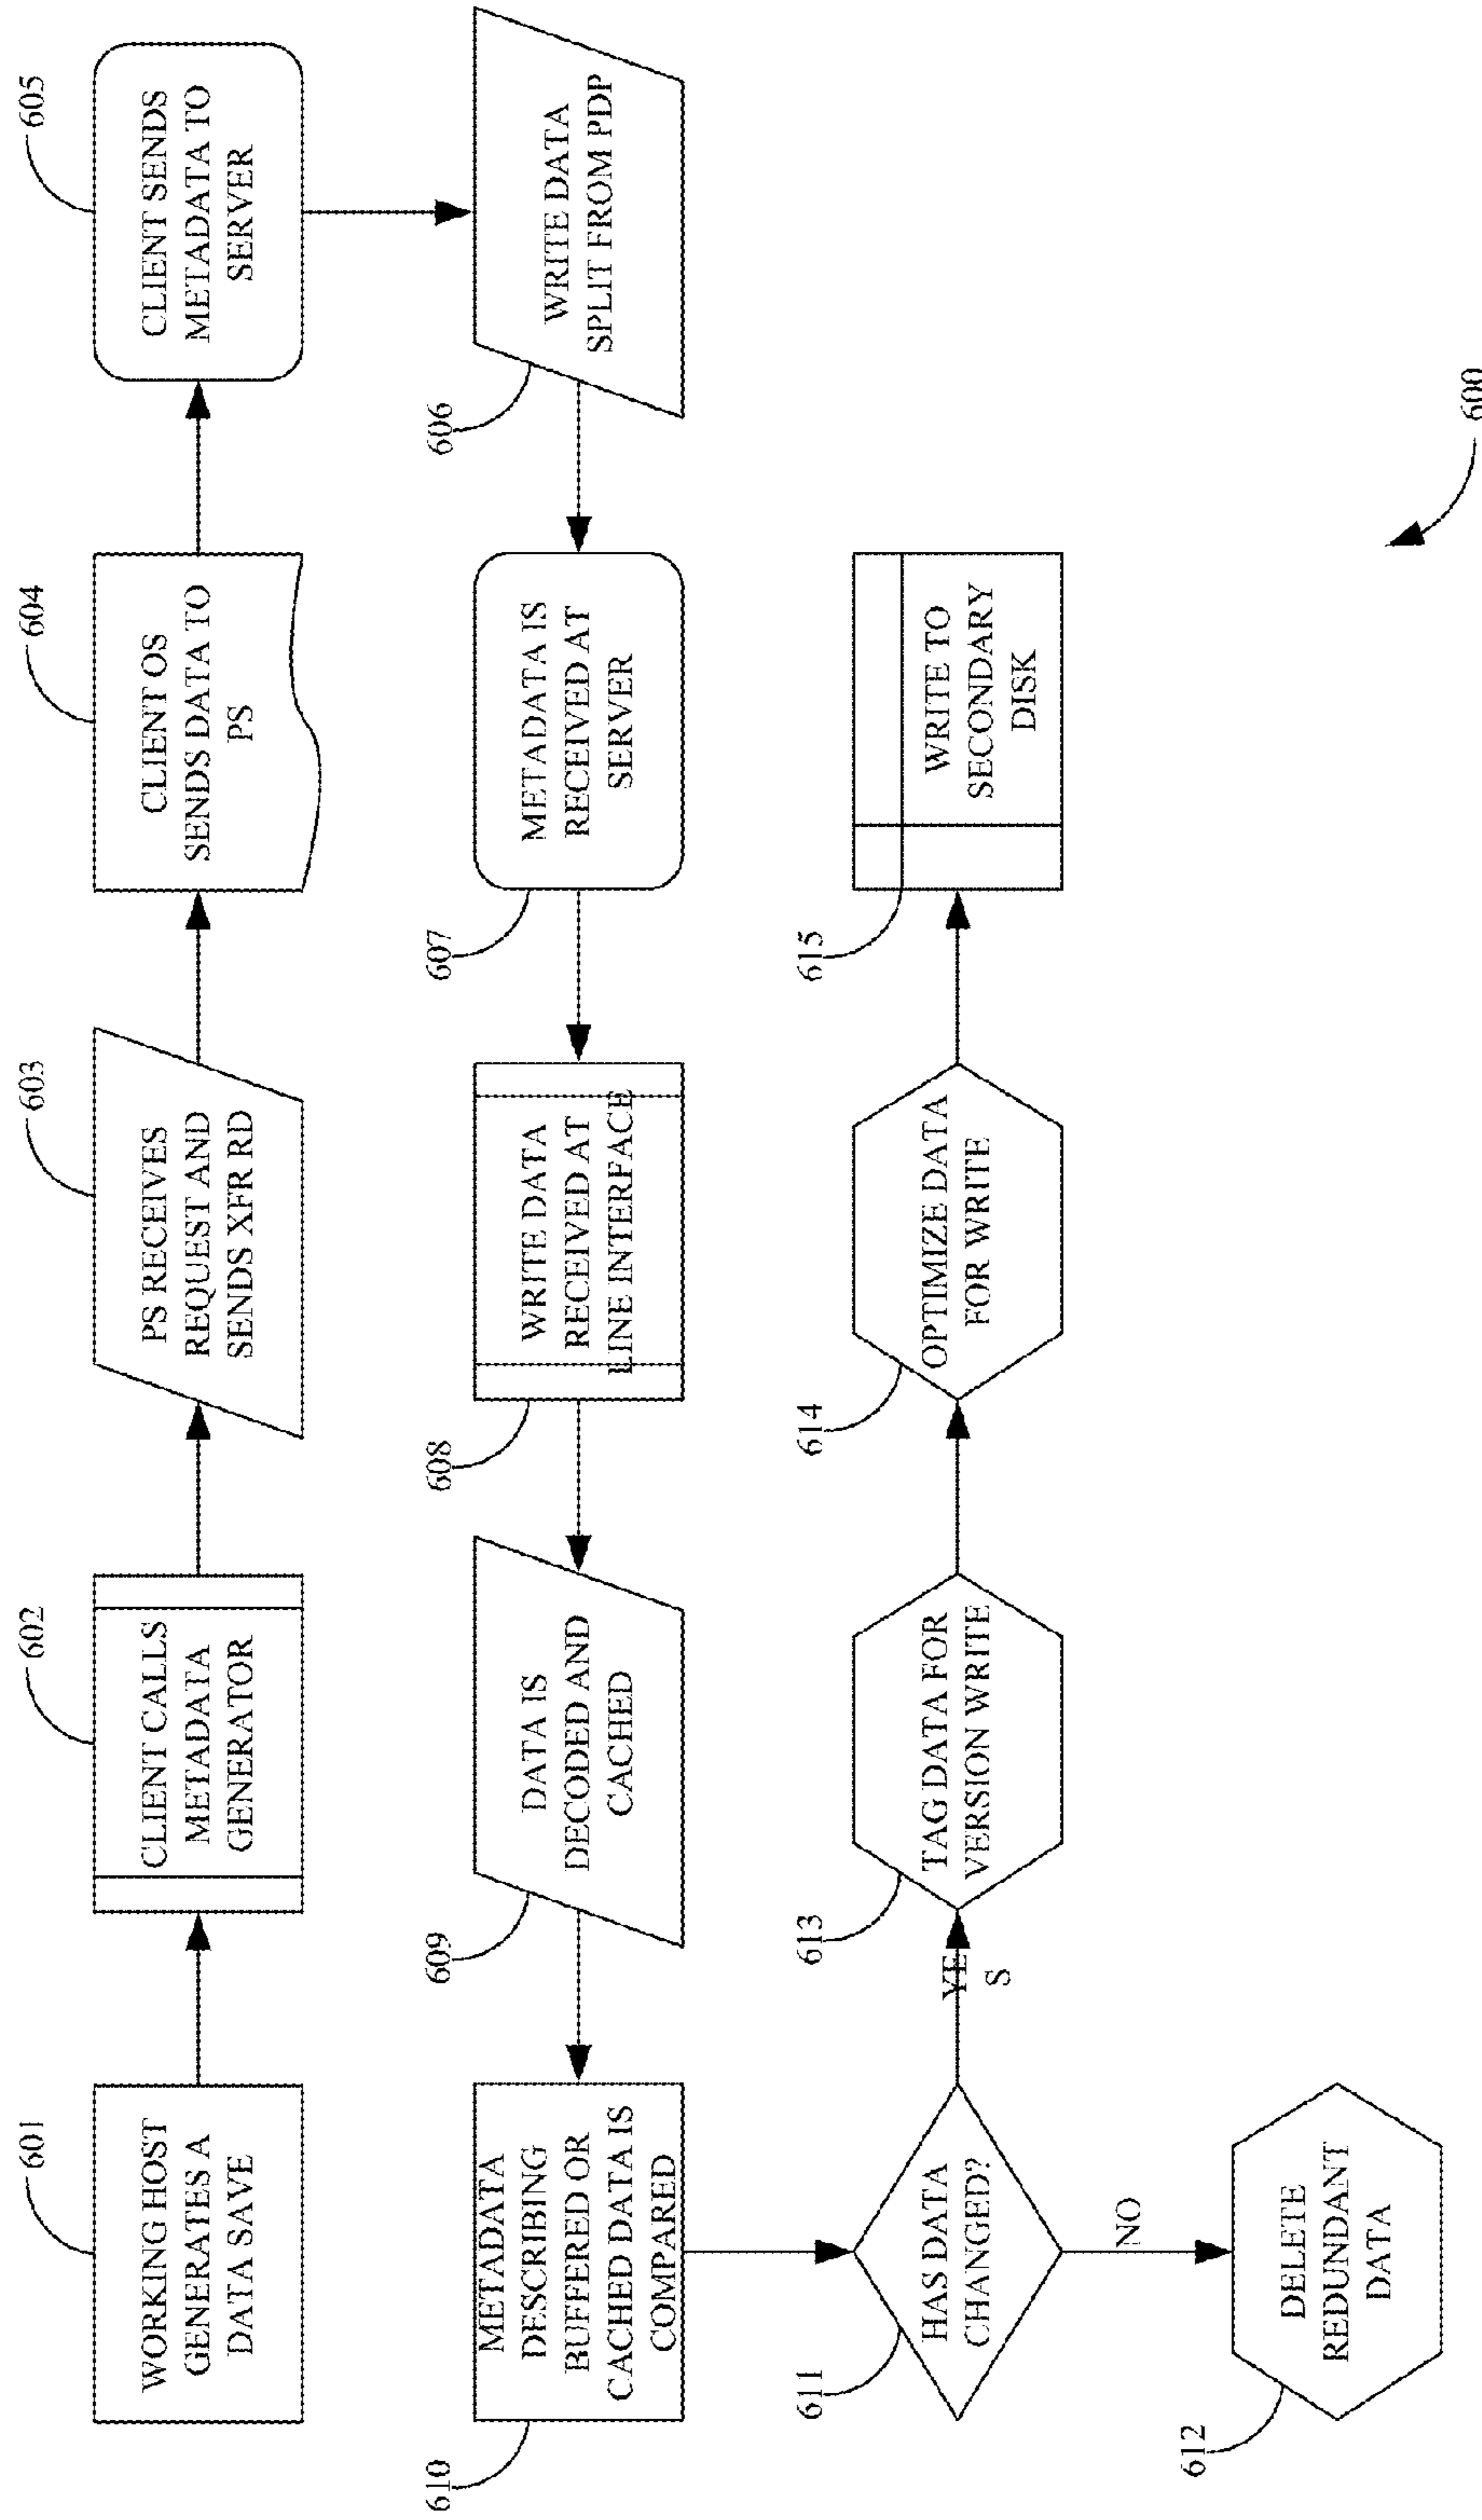 601
WORKING HOST
GENERATES A
DATA SAVE
602
CLIENT CALLS
METADATA
GENERATOR
603
PS RECEIVES
REQUEST AND
SENDS XFR RD
604
CLIENT OS
SENDS DATA TO
PS
605
CLIENT SENDS
METADATA TO
SERVER
606
WRITE DATA
SPLIT FROM PDP
607
METADATA IS
RECEIVED AT
SERVER
608
WRITE DATA
RECEIVED AT
LINE INTERFACE
609
DATA IS
DECODED AND
CACHED
610
METADATA
DESCRIBING
BUFFERED OR
CACHED DATA IS
COMPARED
611
HAS DATA
CHANGED?
NO
612
DELETE
REDUNDANT
DATA
YE
S
613
TAG DATA FOR
VERSION WRITE
614
OPTIMIZE DATA
FOR WRITE
615
WRITE TO
SECONDARY
DISK
600